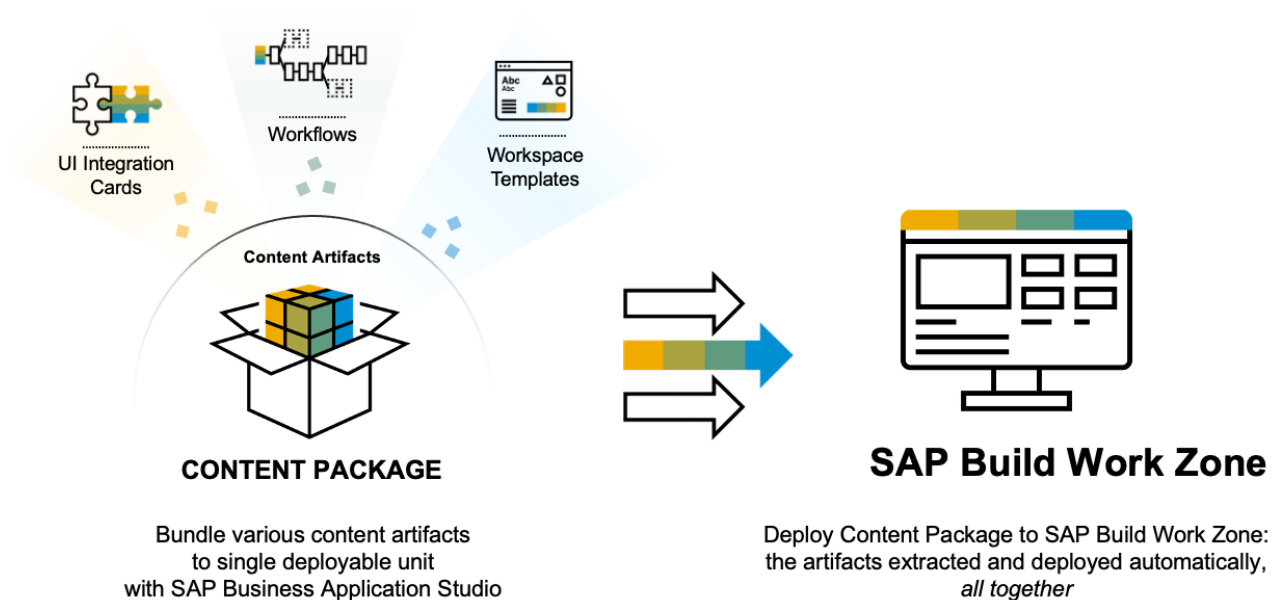 UI Integration
Cards
Workflows
Abc
Abc
Workspace
Templates
Content Artifacts
CONTENT PACKAGE
Bundle various content artifacts
to single deployable unit
with SAP Business Application Studio
SAP Build Work Zone
Deploy Content Package to SAP Build Work Zone:
the artifacts extracted and deployed automatically,
all together